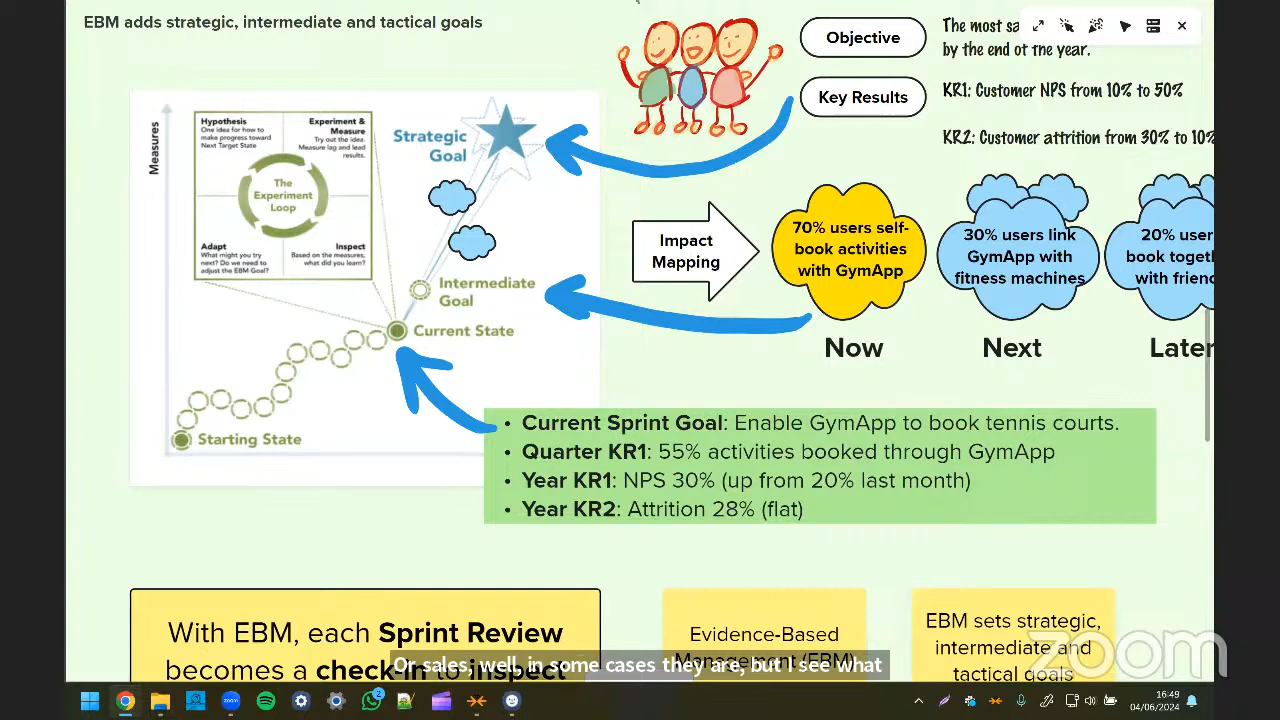 EBM adds strategic, intermediate and tactical goals
Objective
The most sa
by the end of the year.
Key Results
KR1: Customer NPS from 10% to 50%
KR2: Customer attrition from 30% to 10%
Measures
Hypothesis
One idea for how to
make progress toward
Next Target State
Experiment &
Measure
Try out the idea.
Measure lag and lead
results.
The
Experiment
Loop
Adapt
What might you try
next? Do we need to
adjust the EBM Goal?
Inspect
Based on the measures,
what did you learn?
Strategic
Goal
Intermediate
Goal
Current State
Starting State
Impact
Mapping
70% users self-
book activities
with GymApp
30% users link
GymApp with
fitness machines
20% user
book togeth
with frienc
Now
Next
Later
• Current Sprint Goal: Enable GymApp to book tennis courts.
• Quarter KR1: 55% activities booked through GymApp
• Year KR1: NPS 30% (up from 20% last month)
• Year KR2: Attrition 28% (flat)
With EBM, each Sprint Review
becomes a check-in to inspect
Evidence-Based
Management (EBM)
EBM sets strategic,
intermediate and
tactical goals
Or sales, well, in some cases they are, but I see what
zoom
2
16:49
04/06/2024